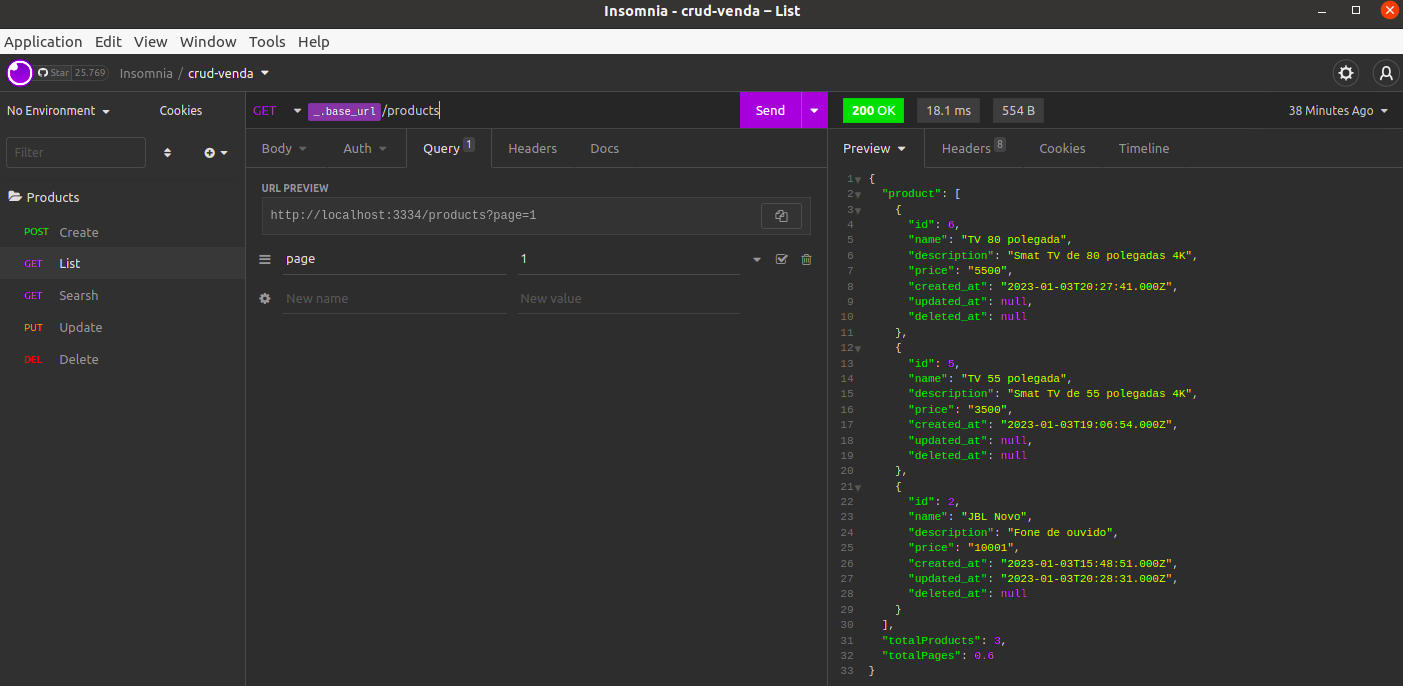 Insomnia - crud-venda – List
Application Edit View Window Tools Help
Star 25.769 Insomnia / crud-venda
No Environment Cookies
GET _.base_url /products Send
200 OK 18.1 ms 554 B 38 Minutes Ago
Filter
Body Auth Query 1 Headers Docs
Preview Headers 8 Cookies Timeline
Products
POST Create
GET List
GET Searsh
PUT Update
DEL Delete
URL PREVIEW
http://localhost:3334/products?page=1
page 1
New name New value
1 {
2 "product": [
3 {
4 "id": 6,
5 "name": "TV 80 polegada",
6 "description": "Smat TV de 80 polegadas 4K",
7 "price": "5500",
8 "created_at": "2023-01-03T20:27:41.000Z",
9 "updated_at": null,
10 "deleted_at": null
11 },
12 {
13 "id": 5,
14 "name": "TV 55 polegada",
15 "description": "Smat TV de 55 polegadas 4K",
16 "price": "3500",
17 "created_at": "2023-01-03T19:06:54.000Z",
18 "updated_at": null,
19 "deleted_at": null
20 },
21 {
22 "id": 2,
23 "name": "JBL Novo",
24 "description": "Fone de ouvido",
25 "price": "10001",
26 "created_at": "2023-01-03T15:48:51.000Z",
27 "updated_at": "2023-01-03T20:28:31.000Z",
28 "deleted_at": null
29 }
30 ],
31 "totalProducts": 3,
32 "totalPages": 0.6
33 }